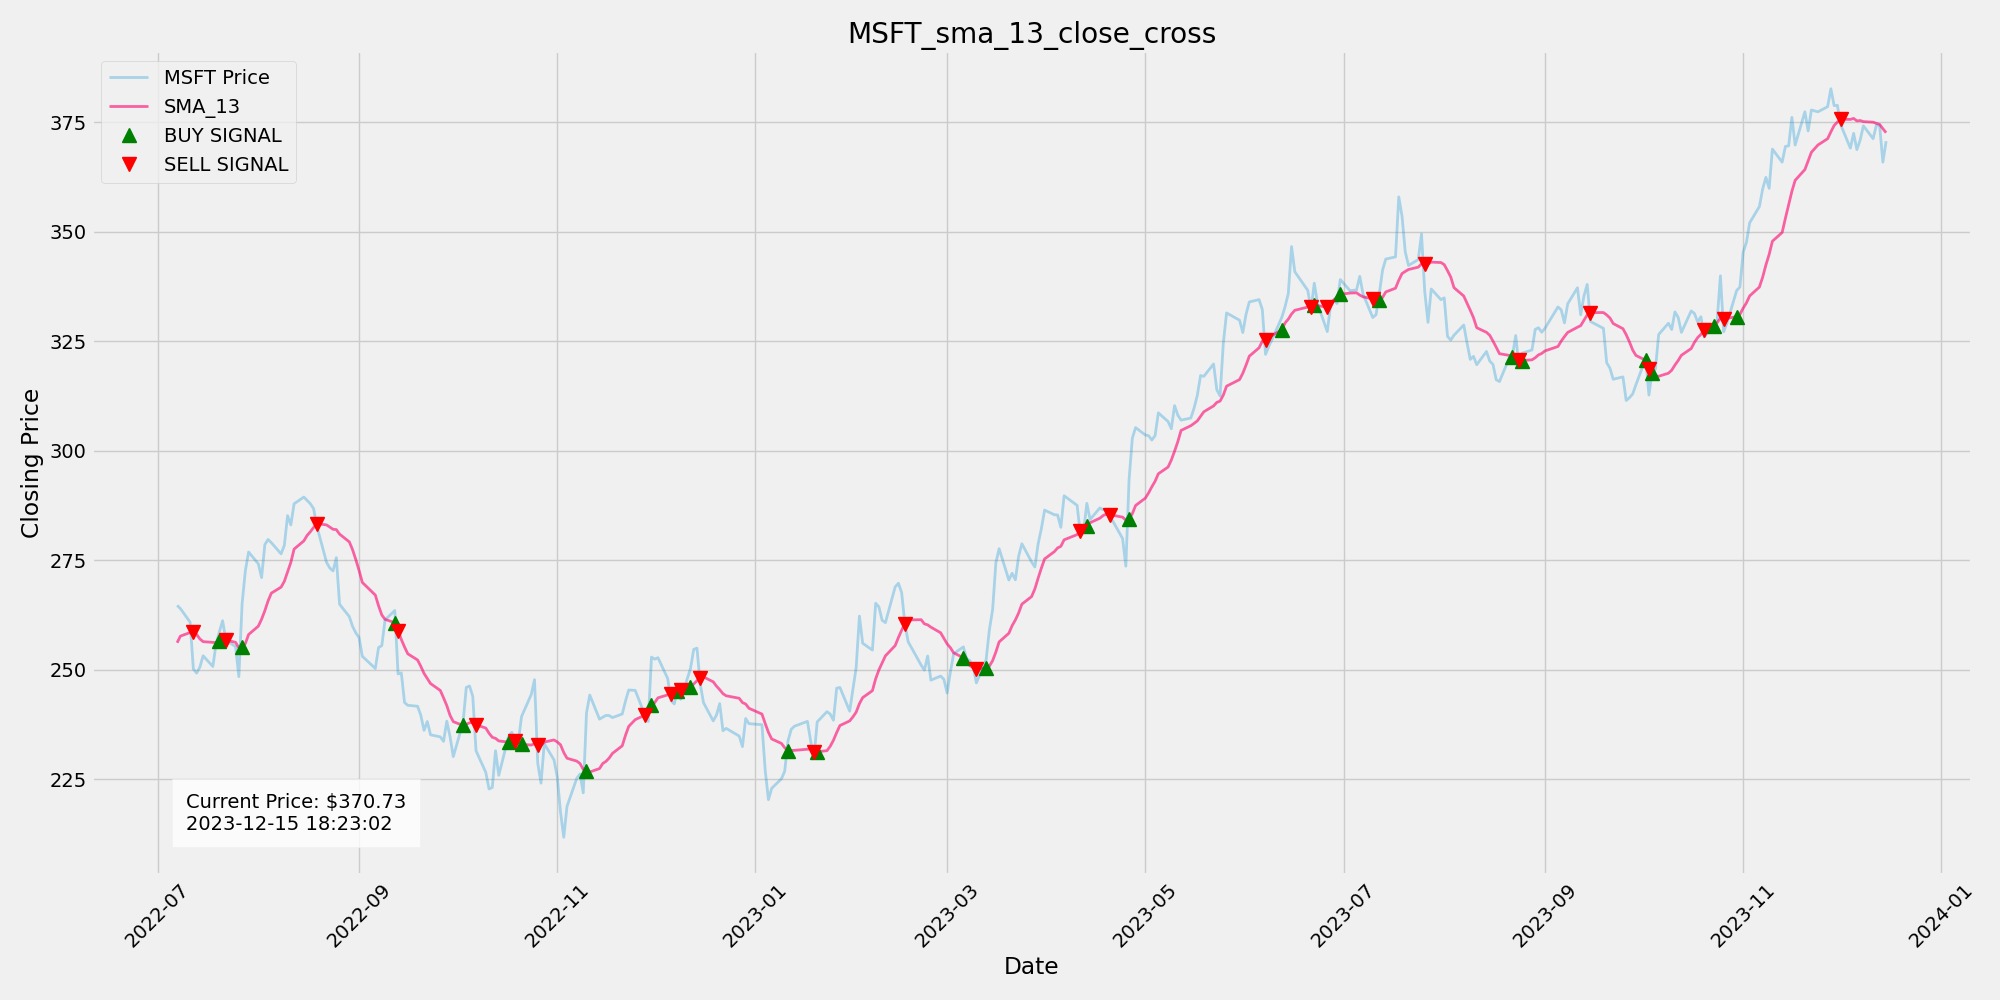 MSFT_sma_13_close_cross
MSFT Price
SMA_13
BUY SIGNAL
SELL SIGNAL
375
350
325
300
275
250
225
Closing Price
Current Price: $370.73
2023-12-15 18:23:02
2022-07
2022-09
2022-11
2023-01
2023-03
2023-05
2023-07
2023-09
2023-11
2024-01
Date